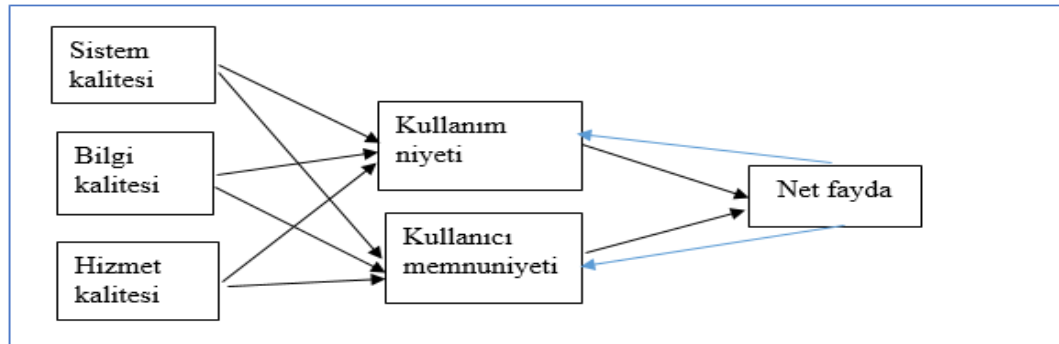 Sistem
kalitesi
Bilgi
kalitesi
Hizmet
kalitesi
Kullanım
niyeti
Kullanıcı
memnuniyeti
Net fayda